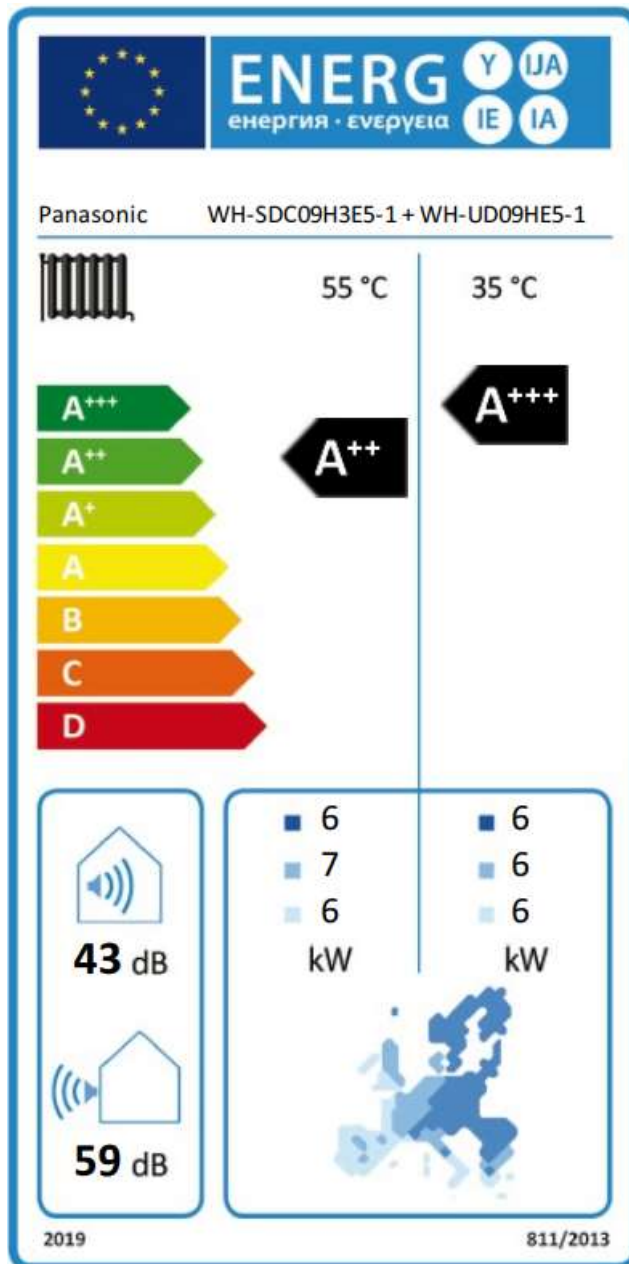 ENERG Y IJA
енергия · ενεργεια IE IA
Panasonic WH-SDC09H3E5-1 + WH-UD09HE5-1
55 °C 35 °C
A+++
A++
A+
A
B
C
D
A++
A+++
43 dB
59 dB
6 6
7 6
6 6
kW kW
2019 811/2013